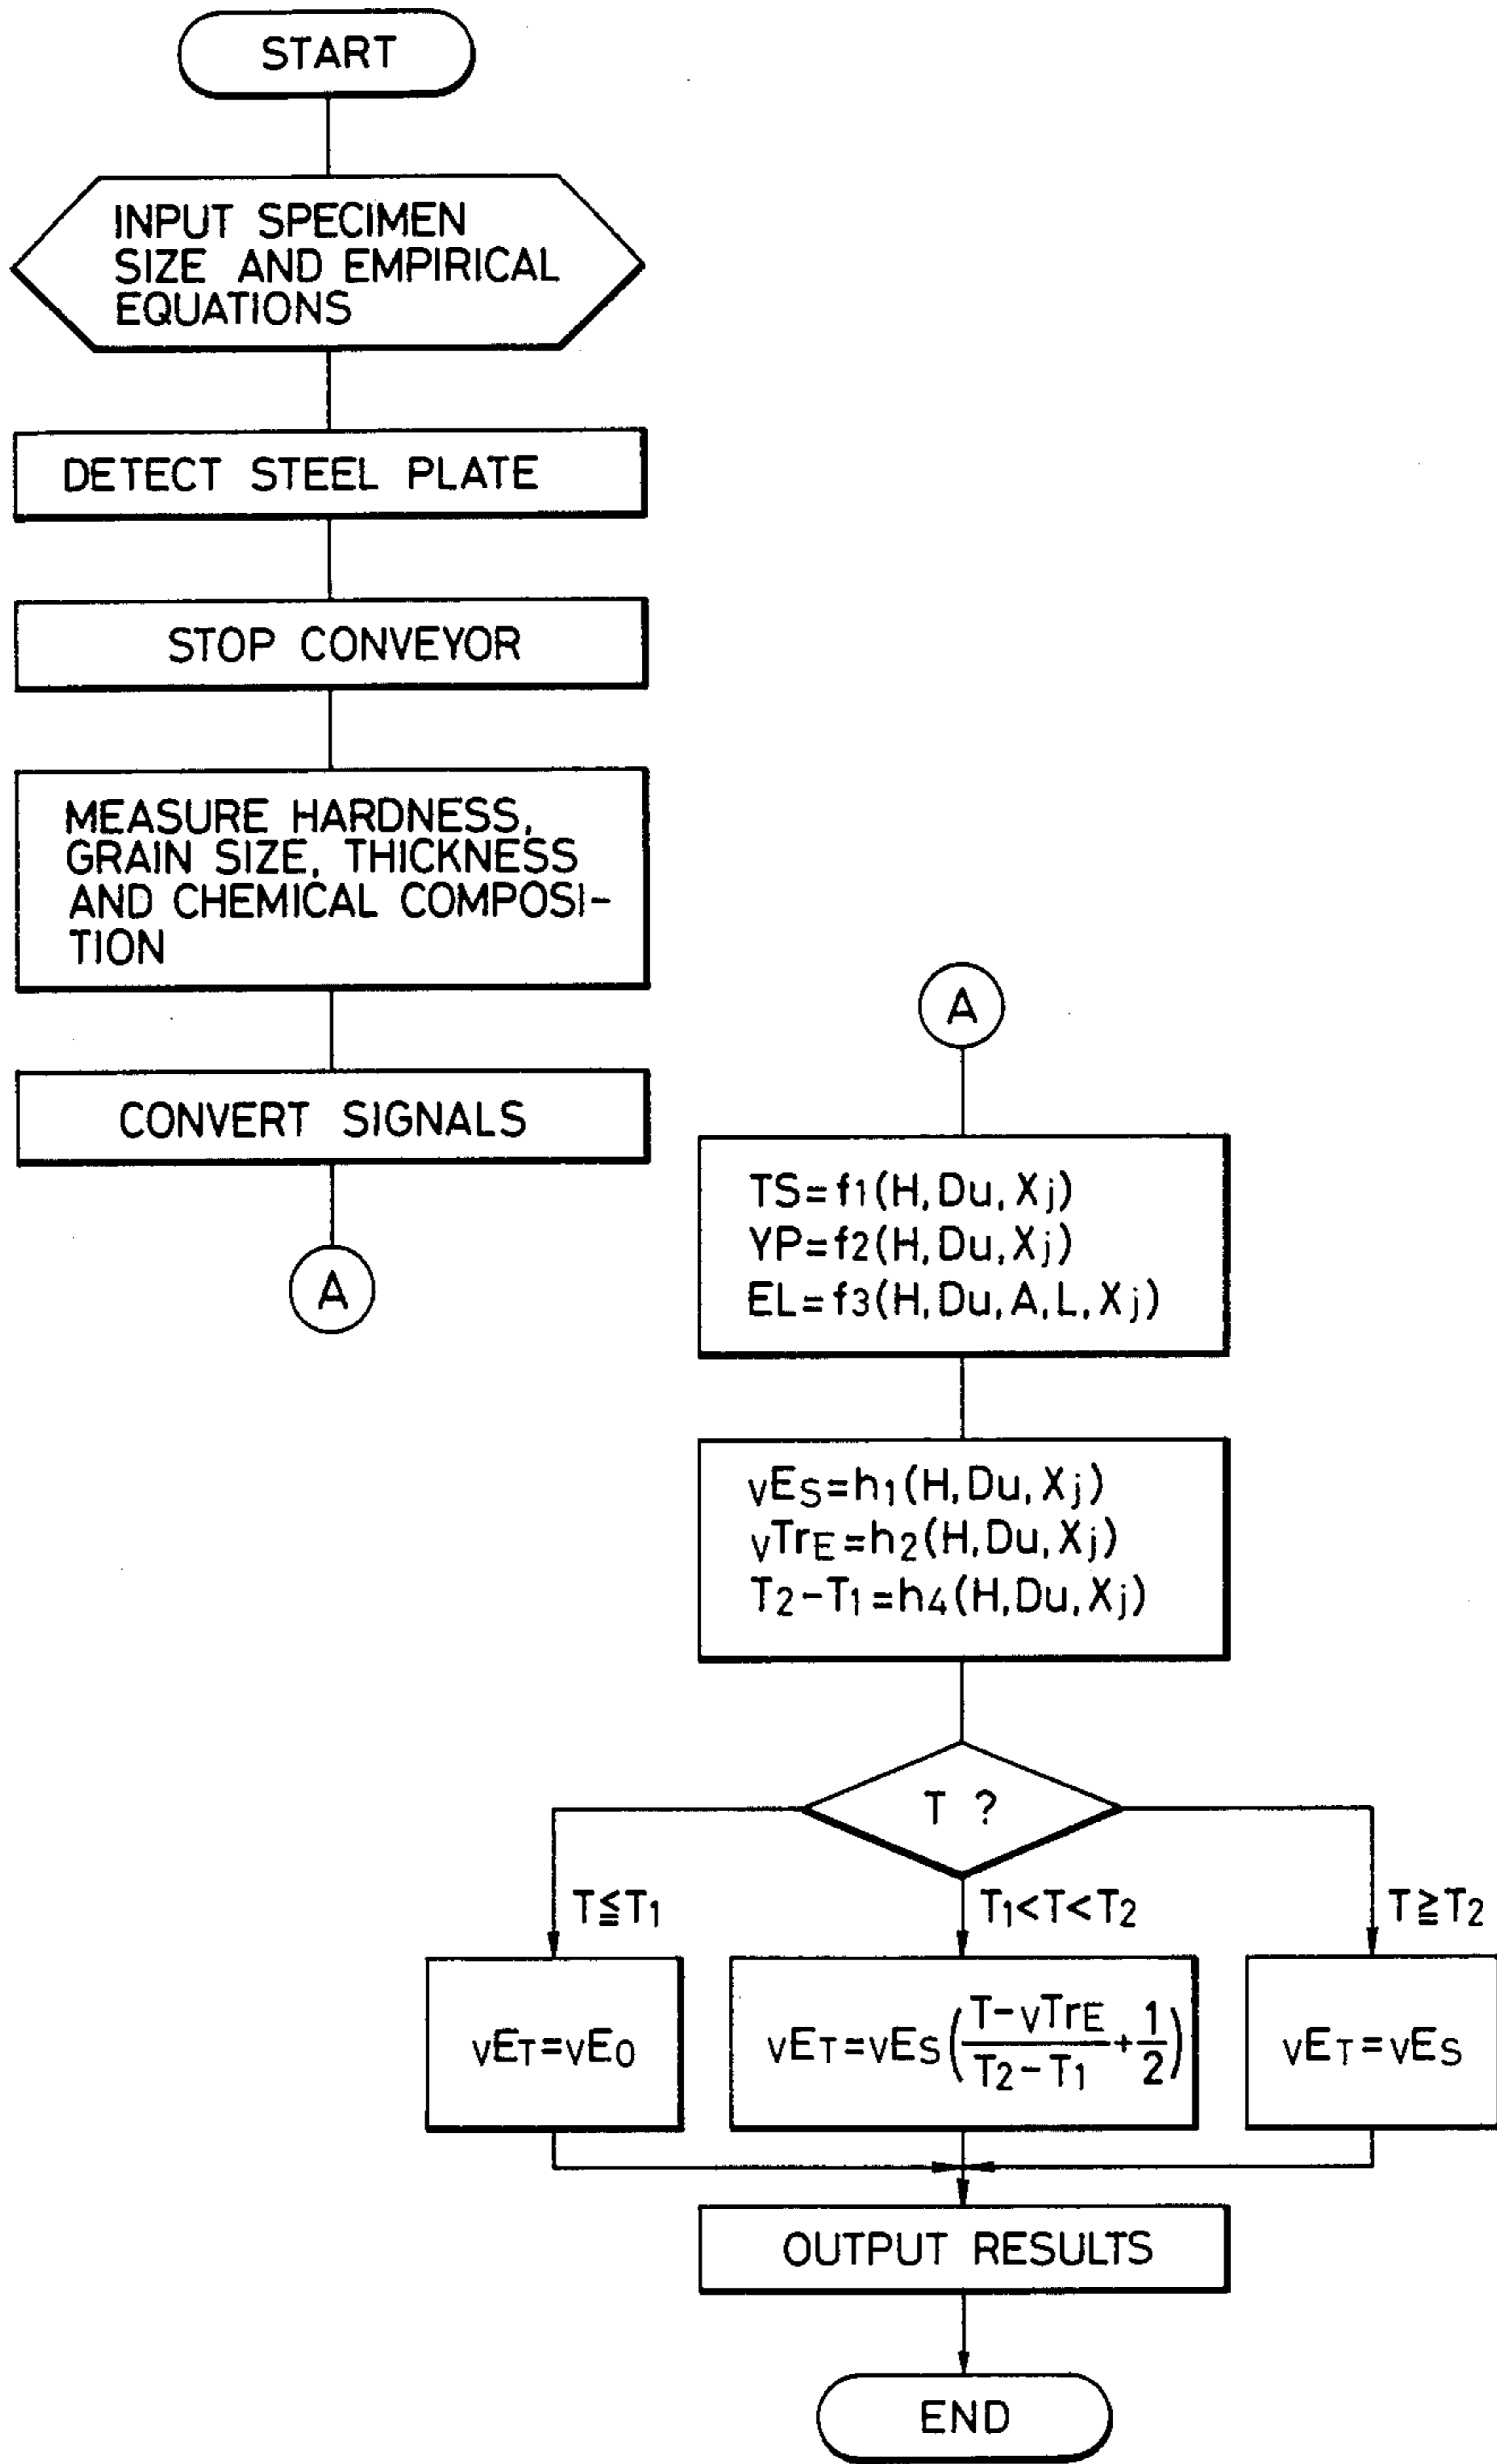 START
INPUT SPECIMEN
SIZE AND EMPIRICAL
EQUATIONS
DETECT STEEL PLATE
STOP CONVEYOR
MEASURE HARDNESS,
GRAIN SIZE, THICKNESS
AND CHEMICAL COMPOSI-
TION
CONVERT SIGNALS
A
A
TS=f1(H,Du,Xj)
YP=f2(H,Du,Xj)
EL=f3(H,Du,A,L,Xj)
vEs=h1(H,Du,Xj)
vTrE=h2(H,Du,Xj)
T2-T1=h4(H,Du,Xj)
T ?
T≦T1
T1<T<T2
T≧T2
vET=vEO
vET=vES(T-vTrE/T2-T1+1/2)
vET=vES
OUTPUT RESULTS
END